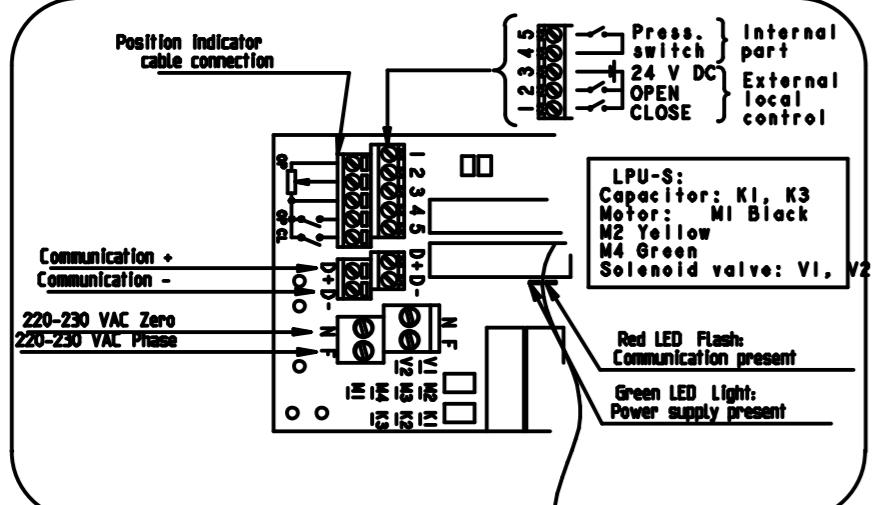 Position indicator
cable connection
5
4
3
2
1
Press.
switch
24 V DC
OPEN
CLOSE
Internal
part
External
local
control
OP
OP
CL
1
2
3
4
5
LPU-S:
Capacitor: K1, K3
Motor: M1 Black
M2 Yellow
M4 Green
Solenoid valve: V1, V2
Communication +
Communication -
D+
D-
D+
D-
220-230 VAC Zero
220-230 VAC Phase
N
F
N
F
V2
V1
M1
M4
M3
M2
K3
K2
K1
Red LED Flash:
Communication present
Green LED Light:
Power supply present